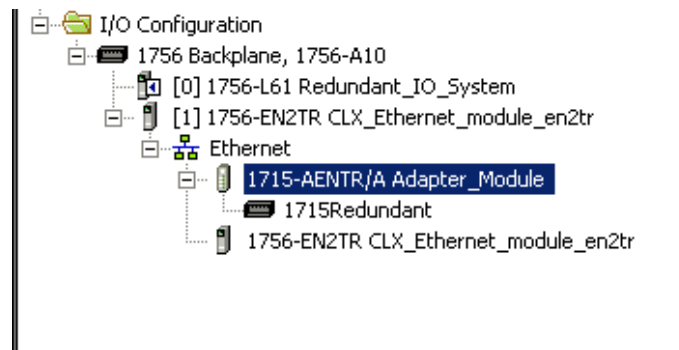 I/O Configuration
1756 Backplane, 1756-A10
[0] 1756-L61 Redundant_IO_System
[1] 1756-EN2TR CLX_Ethernet_module_en2tr
Ethernet
1715-AENTR/A Adapter_Module
1715Redundant
1756-EN2TR CLX_Ethernet_module_en2tr